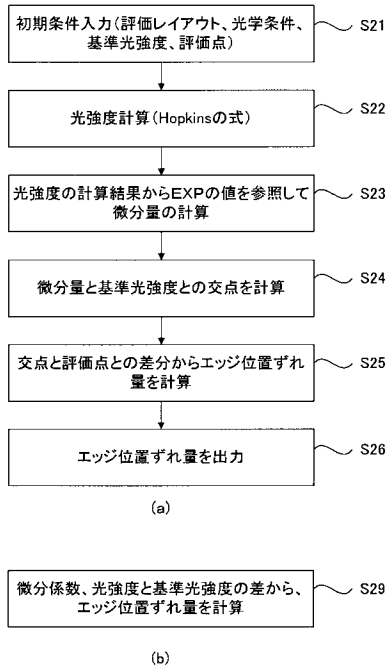 初期条件入力(評価レイアウト、光学条件、
基準光強度、評価点)
S21
光強度計算(Hopkinsの式)
S22
光強度の計算結果からEXPの値を参照して
微分量の計算
S23
微分量と基準光強度との交点を計算
S24
交点と評価点との差分からエッジ位置ずれ
量を計算
S25
エッジ位置ずれ量を出力
S26
(a)
微分係数、光強度と基準光強度の差から、
エッジ位置ずれ量を計算
S29
(b)